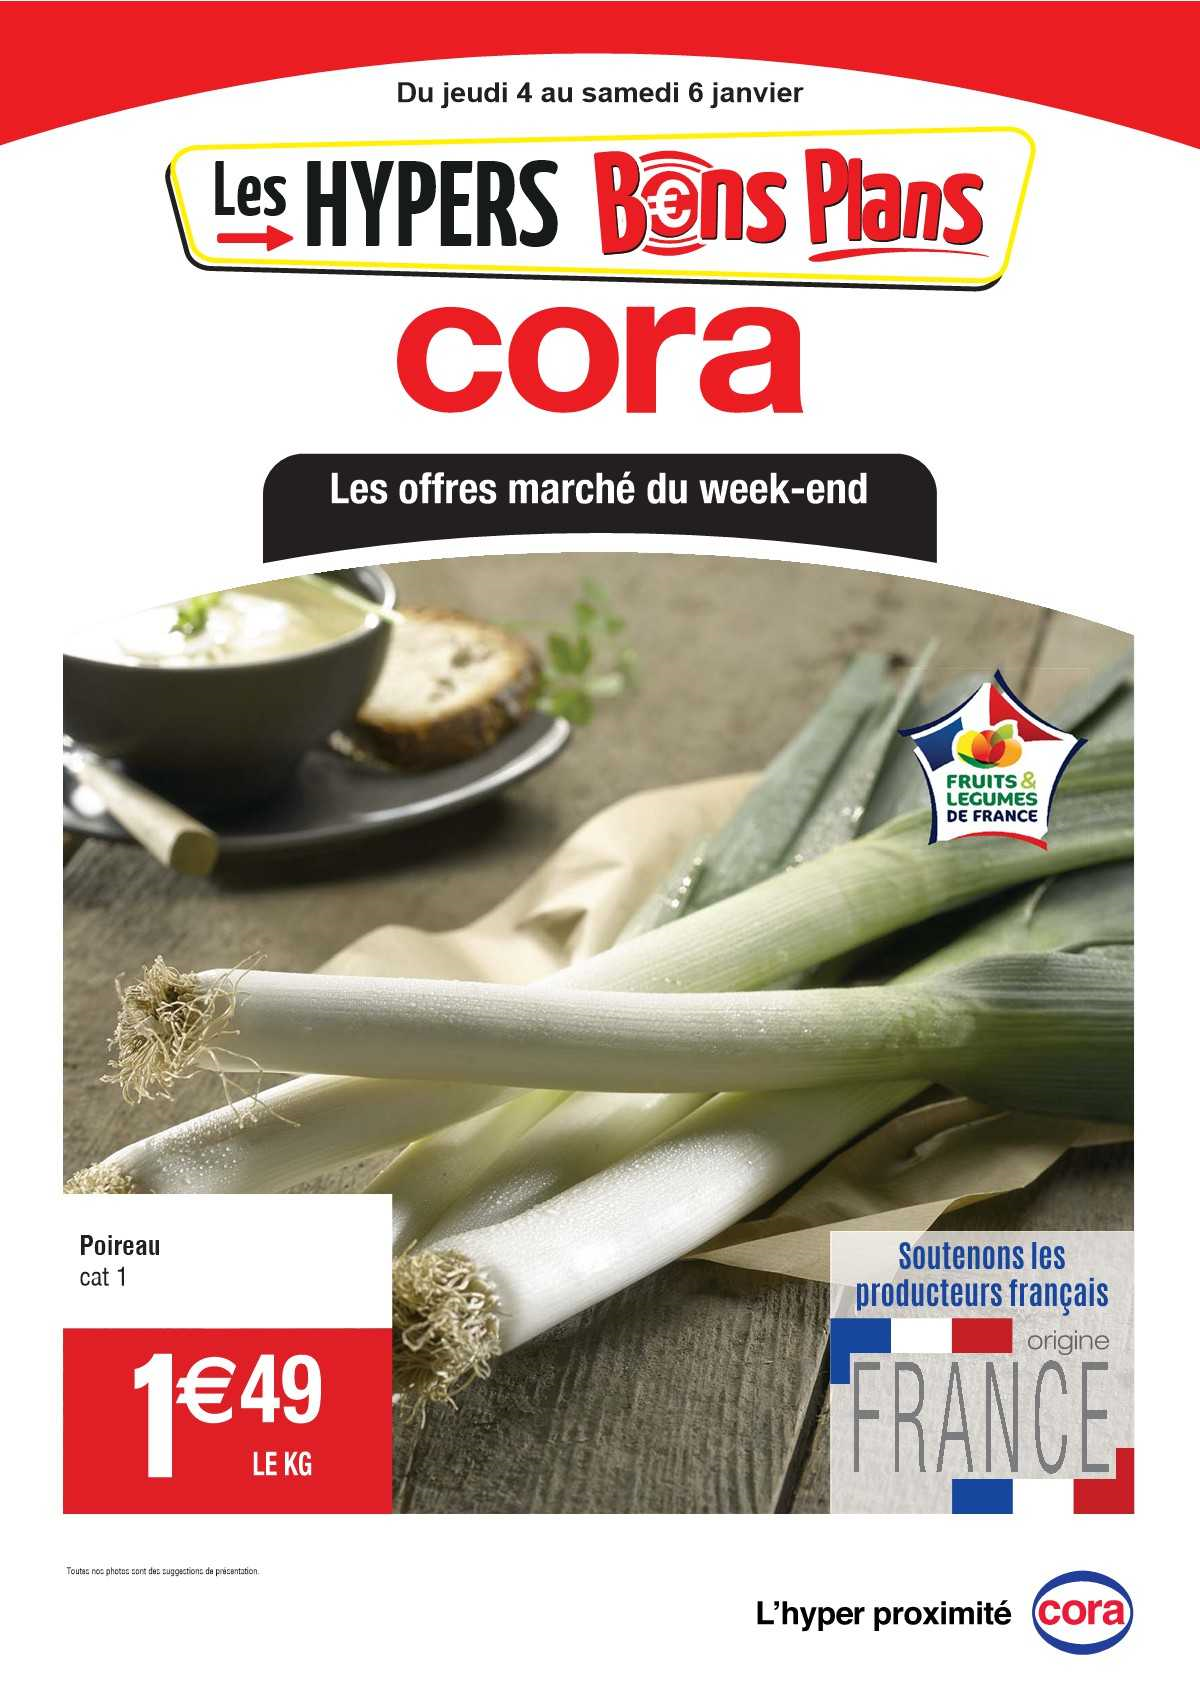 Du jeudi 4 au samedi 6 janvier
Les HYPERS Bons Plans
cora
Les offres marché du week-end
FRUITS &
LEGUMES
DE FRANCE
Poireau
cat 1
1€49
LE KG
Soutenons les
producteurs français
origine
FRANCE
Toutes nos photos sont des suggestions de présentation.
L'hyper proximité cora